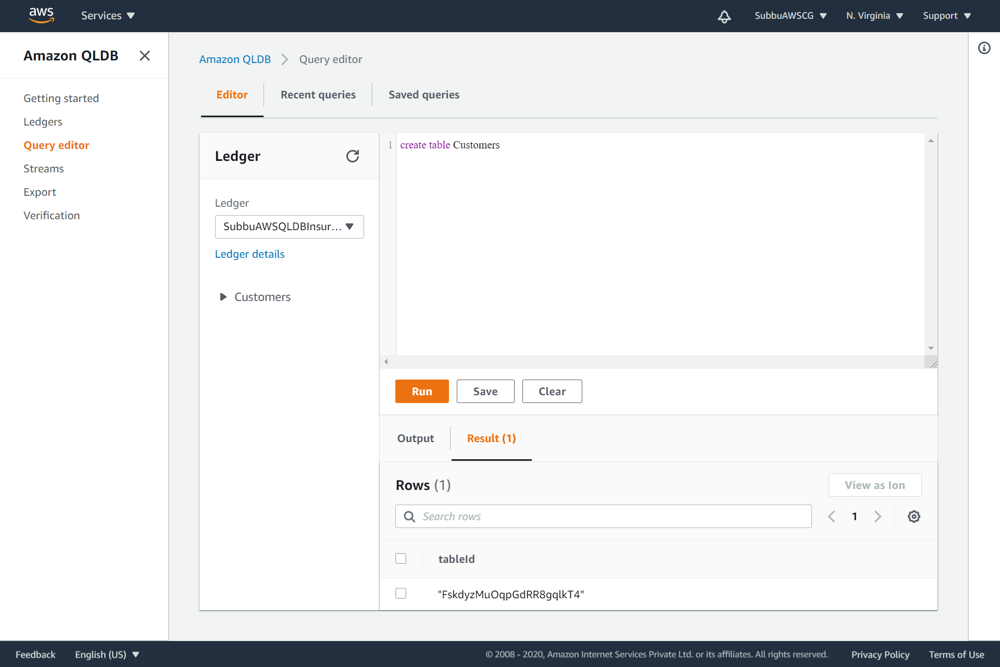 aws Services SubbuAWSCG N. Virginia Support
Amazon QLDB
Getting started
Ledgers
Query editor
Streams
Export
Verification
Amazon QLDB Query editor
Editor Recent queries Saved queries
Ledger
Ledger
SubbuAWSQLDBInsur...
Ledger details
Customers
1 create table Customers
Run Save Clear
Output Result (1)
Rows (1) View as Ion
Search rows 1
tableId
"FskdyzMuOqpGdRR8gqlkT4"
Feedback English (US) © 2008 - 2020, Amazon Internet Services Private Ltd. or its affiliates. All rights reserved. Privacy Policy Terms of Use